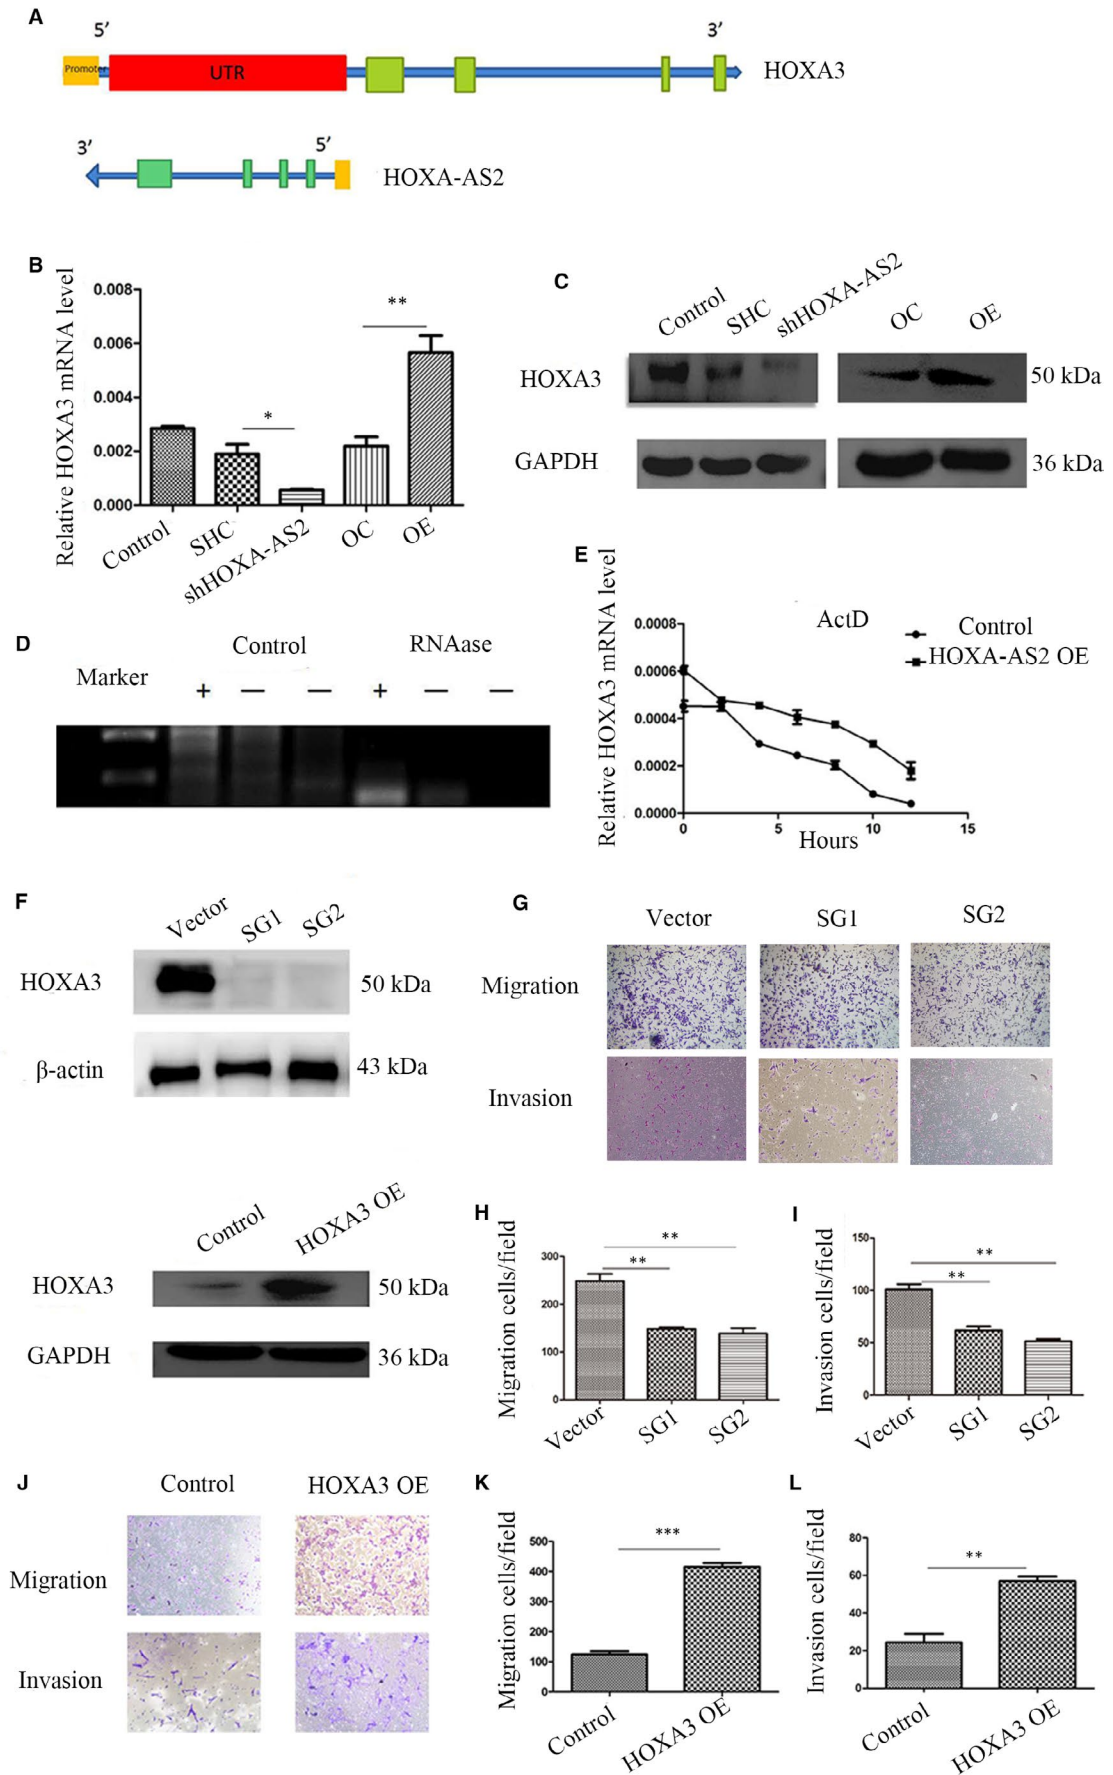 A
5’ 3’
Promoter UTR HOXA3
3’ 5’
HOXA-AS2
B
Relative HOXA3 mRNA level
0.008
0.006
0.004
0.002
0.000
* **
Control SHC shHOXA-AS2 OC OE
C
Control SHC shHOXA-AS2 OC OE
HOXA3 50 kDa
GAPDH 36 kDa
D
Control RNAase
Marker + — — + — —
E
Relative HOXA3 mRNA level
ActD
Control
HOXA-AS2 OE
0.0008
0.0006
0.0004
0.0002
0.0000
0 5 10 15
Hours
F
Vector SG1 SG2
HOXA3 50 kDa
β-actin 43 kDa
Control HOXA3 OE
HOXA3 50 kDa
GAPDH 36 kDa
G
Vector SG1 SG2
Migration
Invasion
H
Migration cells/field
300
200
100
0
**
**
Vector SG1 SG2
I
Invasion cells/field
150
100
50
0
**
**
Vector SG1 SG2
J
Control HOXA3 OE
Migration
Invasion
K
Migration cells/field
500
400
300
200
100
0
***
Control HOXA3 OE
L
Invasion cells/field
80
60
40
20
0
**
Control HOXA3 OE